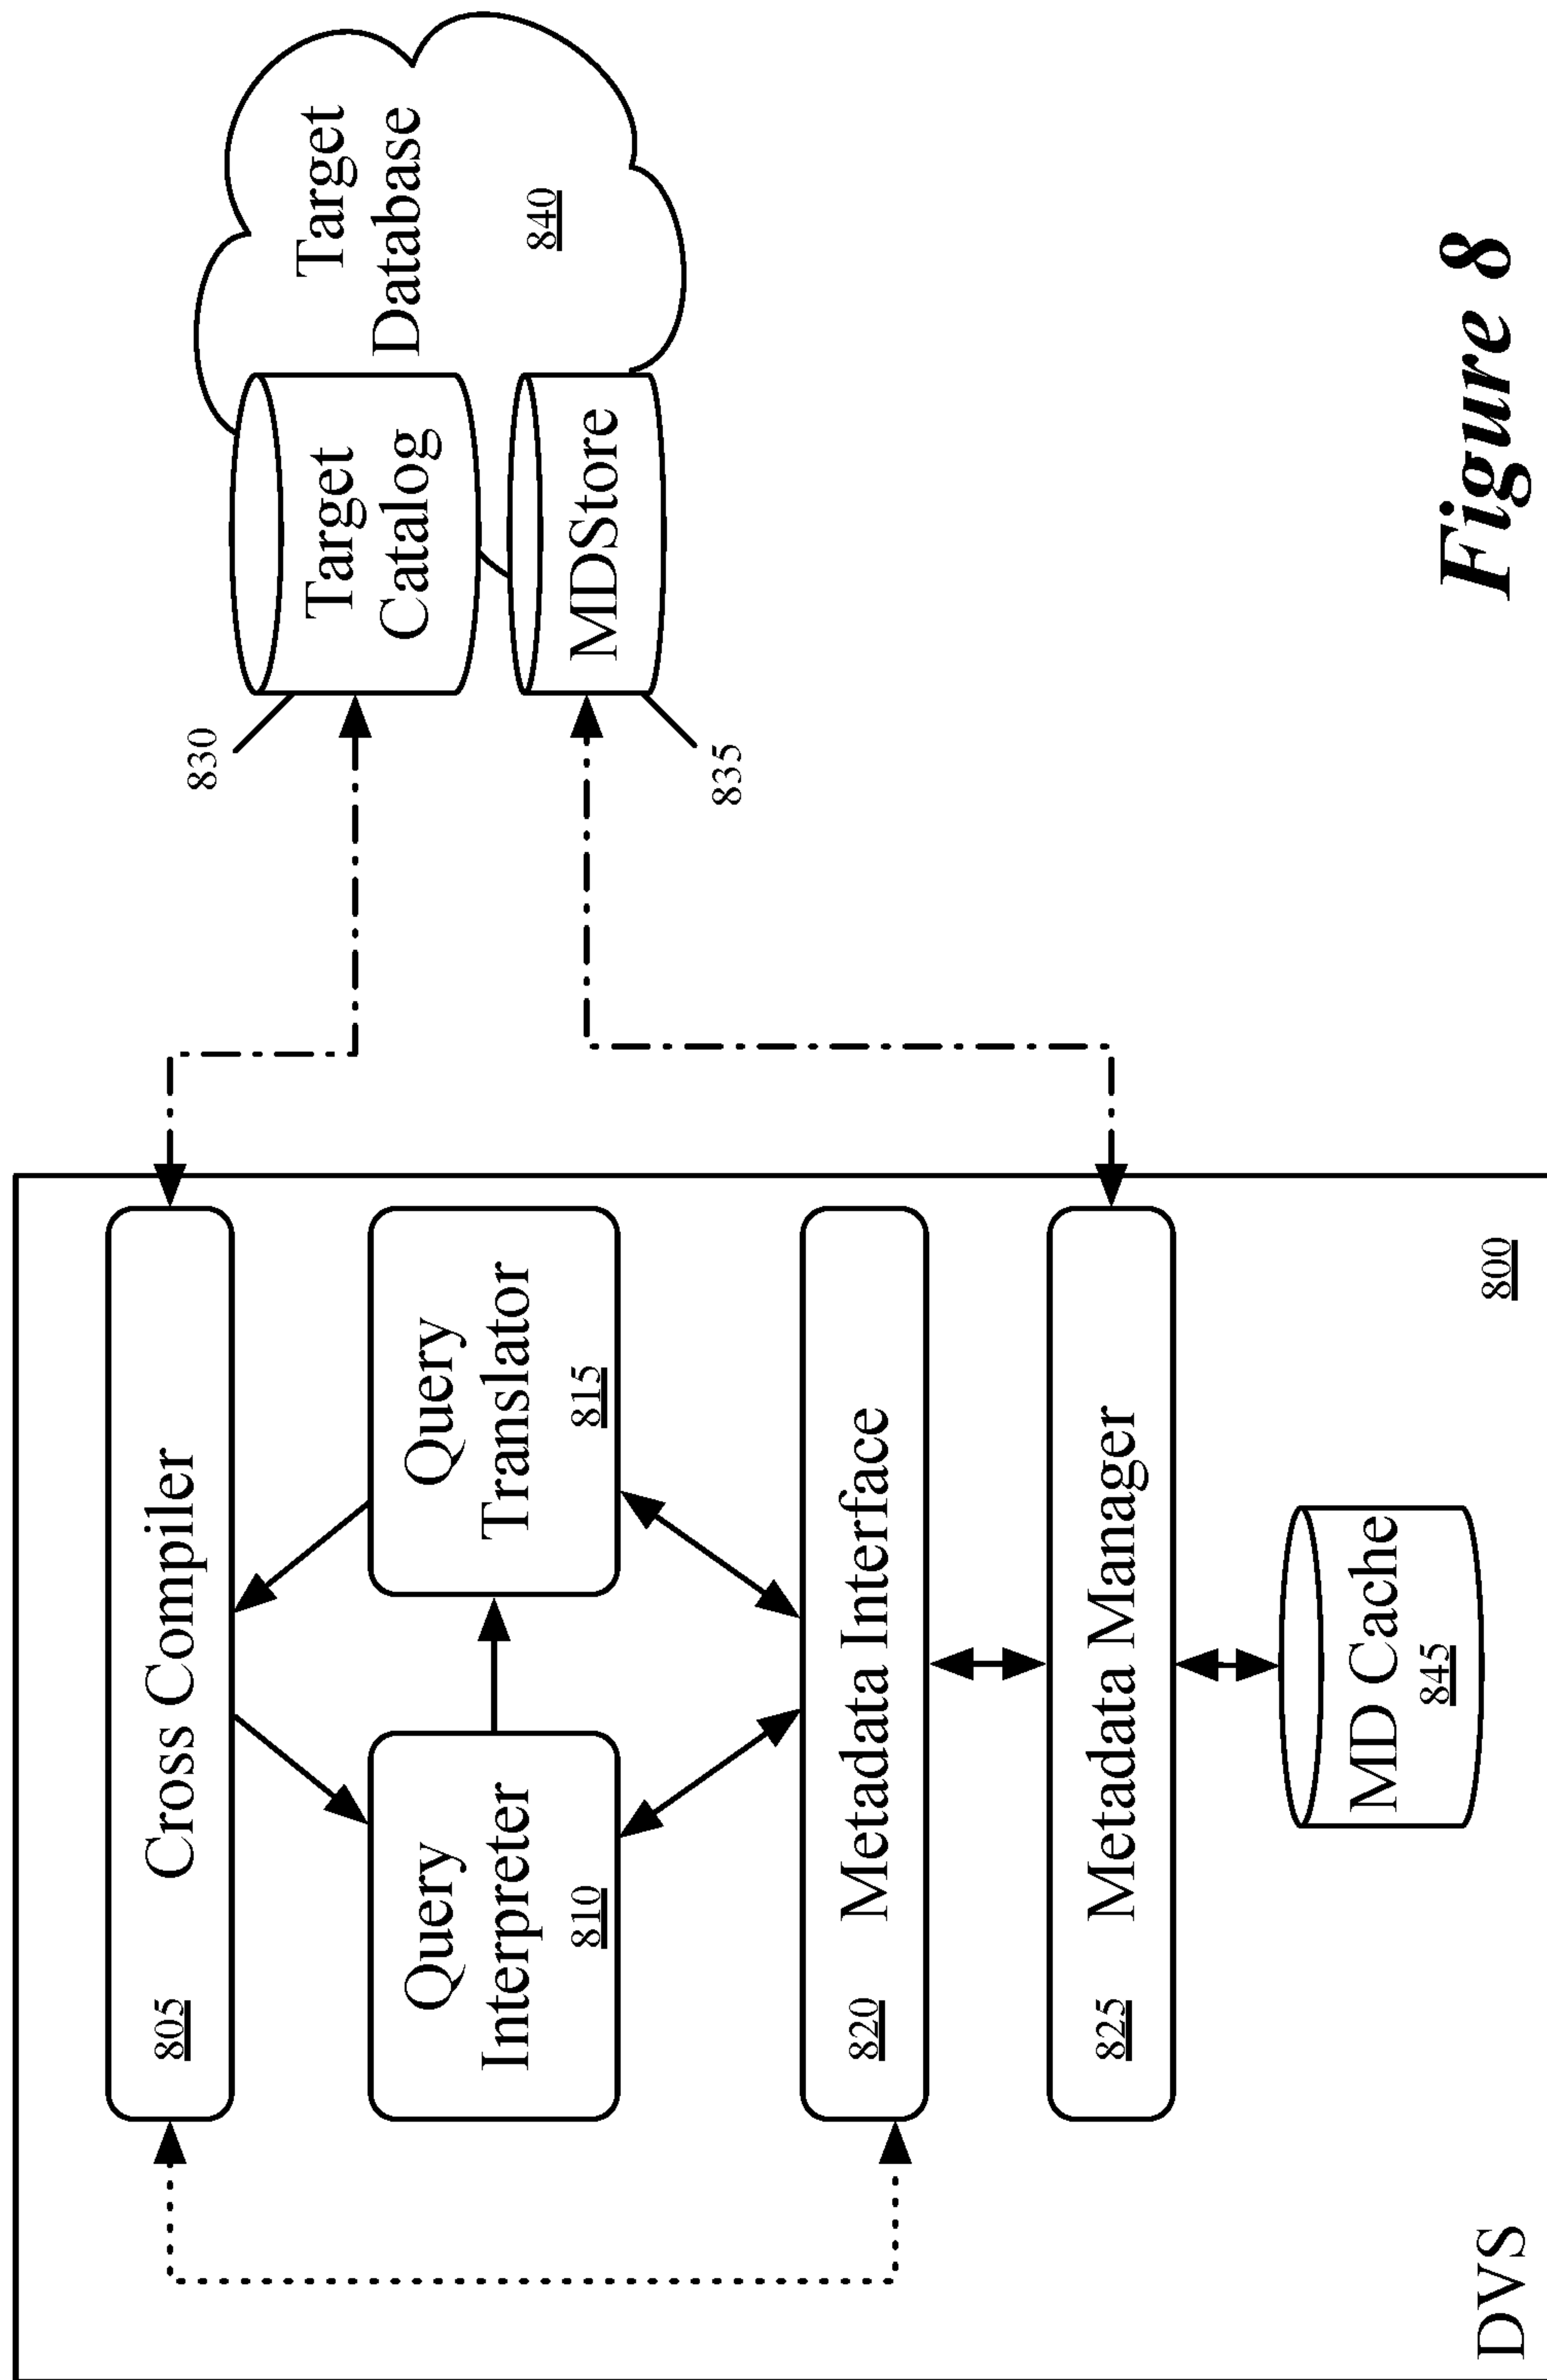 Cross Compiler
805
Query
Interpreter
810
Query
Translator
815
Metadata Interface
820
Metadata Manager
825
MD Cache
845
DVS
800
830
Target
Catalog
MDStore
835
Target
Database
840
Figure 8